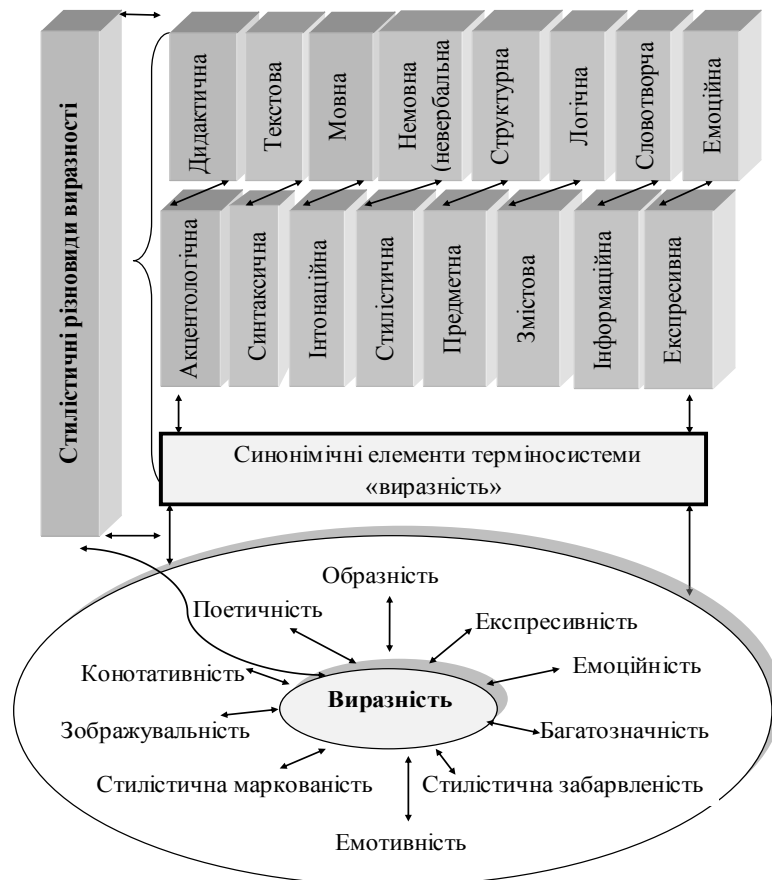 Стилістичні різновиди виразності
Дидактична
Текстова
Мовна
Немовна
(невербальна
Структурна
Логічна
Словотворча
Емоційна
Акцентологічна
Синтаксична
Інтонаційна
Стилістична
Предметна
Змістова
Інформаційна
Експресивна
Синонімічні елементи терміносистеми
«виразність»
Образність
Поетичність
Експресивність
Конотативність
Емоційність
Виразність
Зображувальність
Багатозначність
Стилістична маркованість
Стилістична забарвленість
Емотивність